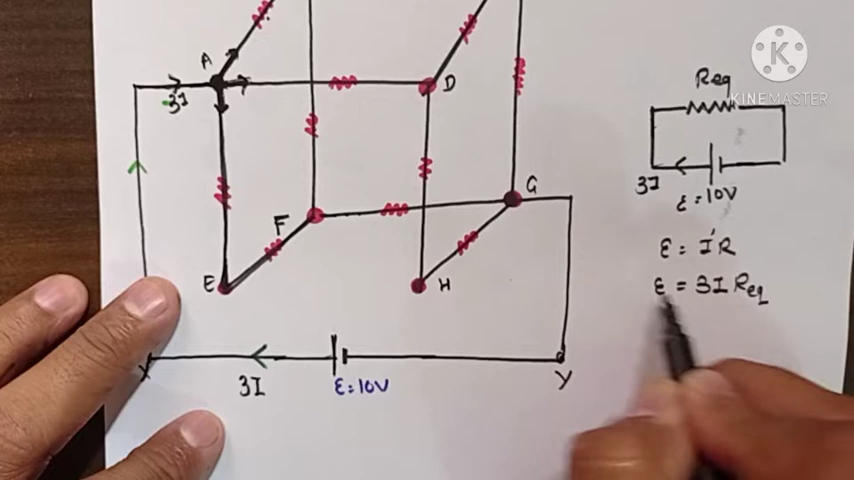 A
3I
D
F
G
E
H
X
3I
ε=10V
Y
Req
3I
ε=10V
ε = I'R
ε = 3I Req
K
KINEMASTER